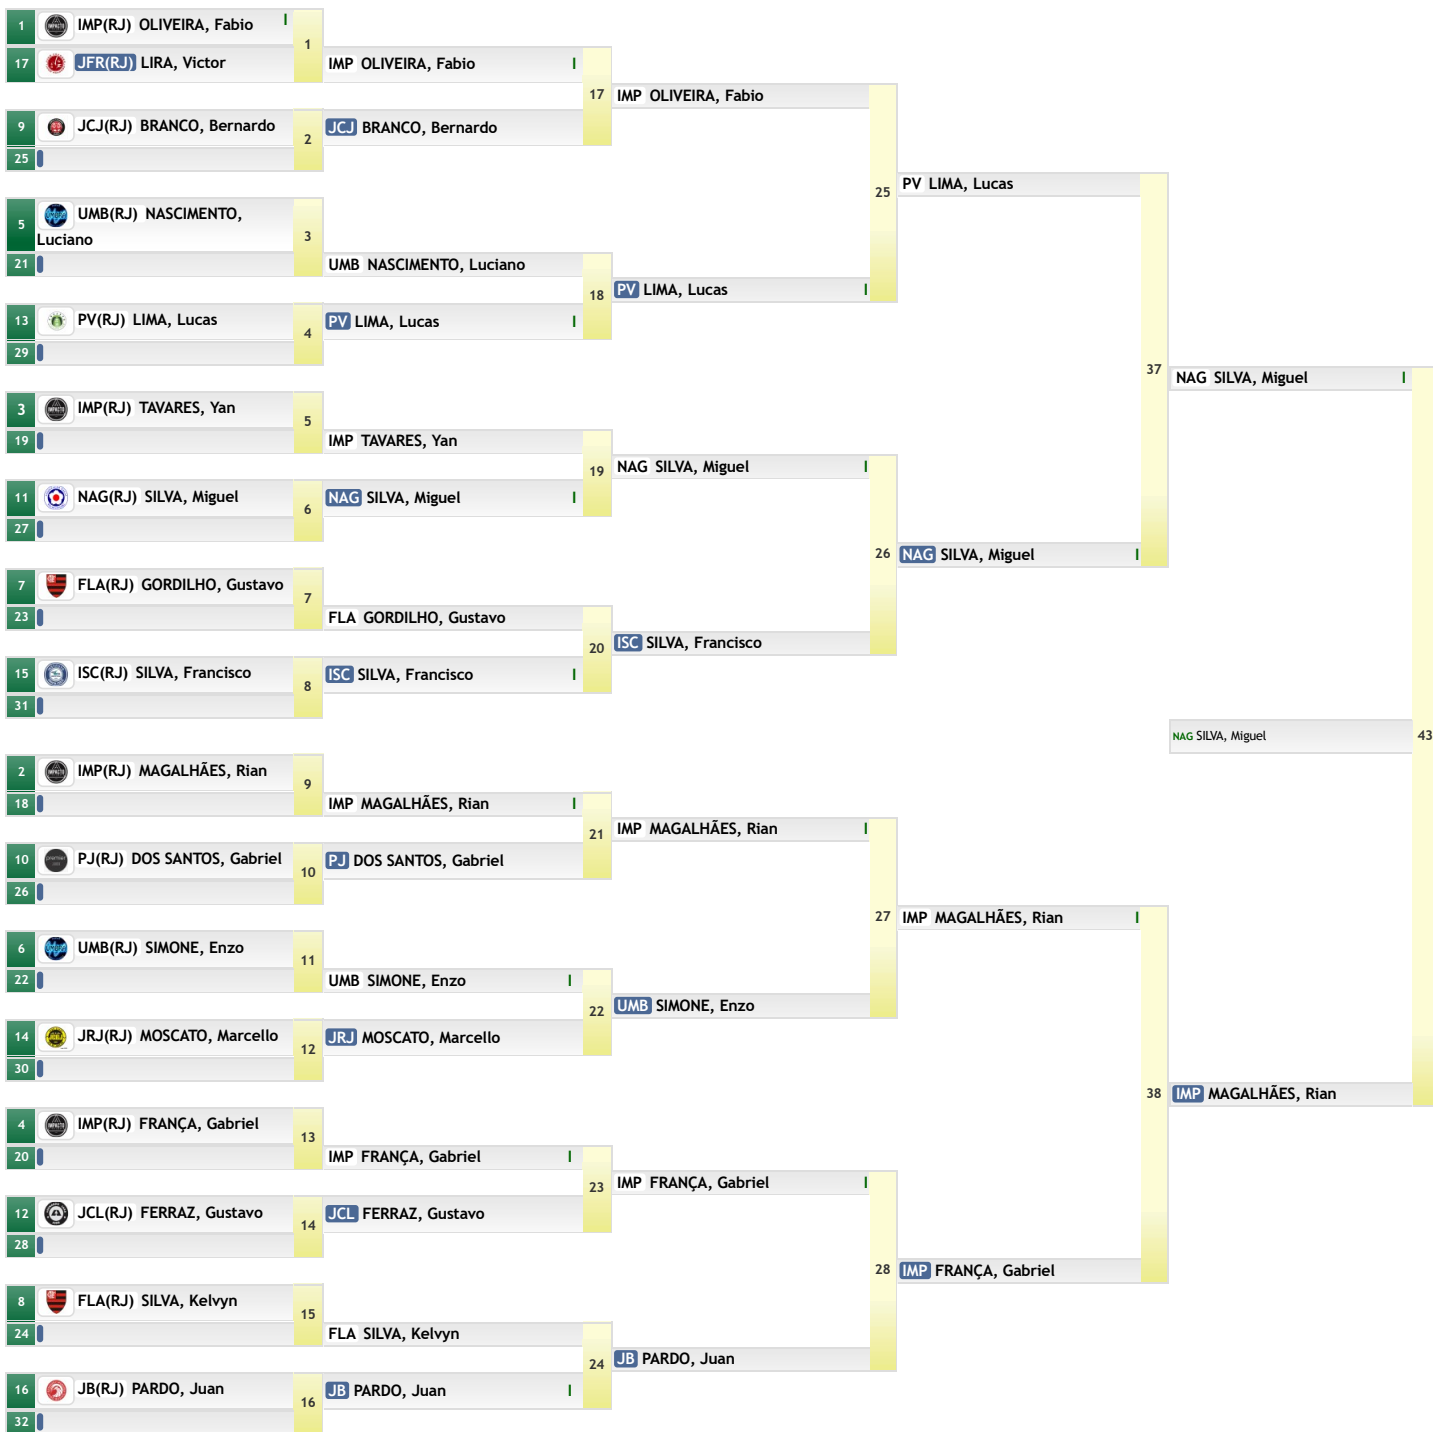 1 IMP(RJ) OLIVEIRA, Fabio I
1
17 JFR(RJ) LIRA, Victor
IMP OLIVEIRA, Fabio I
17
IMP OLIVEIRA, Fabio
9 JCJ(RJ) BRANCO, Bernardo
2
JCJ BRANCO, Bernardo
25
25
PV LIMA, Lucas
5 UMB(RJ) NASCIMENTO,
Luciano
3
21
UMB NASCIMENTO, Luciano
18
PV LIMA, Lucas I
13 PV(RJ) LIMA, Lucas
4
PV LIMA, Lucas I
29
37
NAG SILVA, Miguel I
3 IMP(RJ) TAVARES, Yan
5
19
IMP TAVARES, Yan
19
NAG SILVA, Miguel I
11 NAG(RJ) SILVA, Miguel
6
NAG SILVA, Miguel I
27
26
NAG SILVA, Miguel I
7 FLA(RJ) GORDILHO, Gustavo
7
23
FLA GORDILHO, Gustavo
20
ISC SILVA, Francisco
15 ISC(RJ) SILVA, Francisco
8
ISC SILVA, Francisco I
31
NAG SILVA, Miguel
43
2 IMP(RJ) MAGALHÃES, Rian
9
18
IMP MAGALHÃES, Rian I
21
IMP MAGALHÃES, Rian I
10 PJ(RJ) DOS SANTOS, Gabriel
10
PJ DOS SANTOS, Gabriel
26
27
IMP MAGALHÃES, Rian I
6 UMB(RJ) SIMONE, Enzo
11
22
UMB SIMONE, Enzo I
22
UMB SIMONE, Enzo
14 JRJ(RJ) MOSCATO, Marcello
12
JRJ MOSCATO, Marcello
30
38
IMP MAGALHÃES, Rian
4 IMP(RJ) FRANÇA, Gabriel
13
20
IMP FRANÇA, Gabriel I
23
IMP FRANÇA, Gabriel I
12 JCL(RJ) FERRAZ, Gustavo
14
JCL FERRAZ, Gustavo
28
28
IMP FRANÇA, Gabriel
8 FLA(RJ) SILVA, Kelvyn
15
24
FLA SILVA, Kelvyn
24
JB PARDO, Juan
16 JB(RJ) PARDO, Juan
16
JB PARDO, Juan I
32